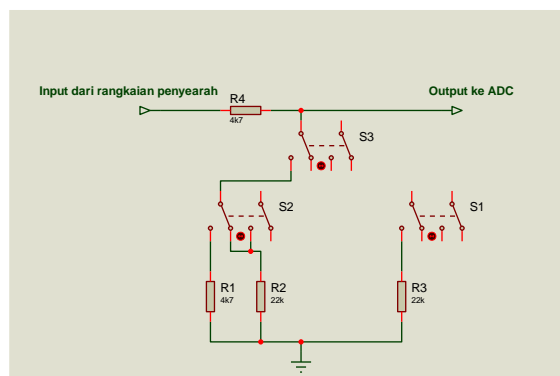 Input dari rangkaian penyearah
Output ke ADC
R4
4k7
S3
S2
S1
R1
4k7
R2
22k
R3
22k